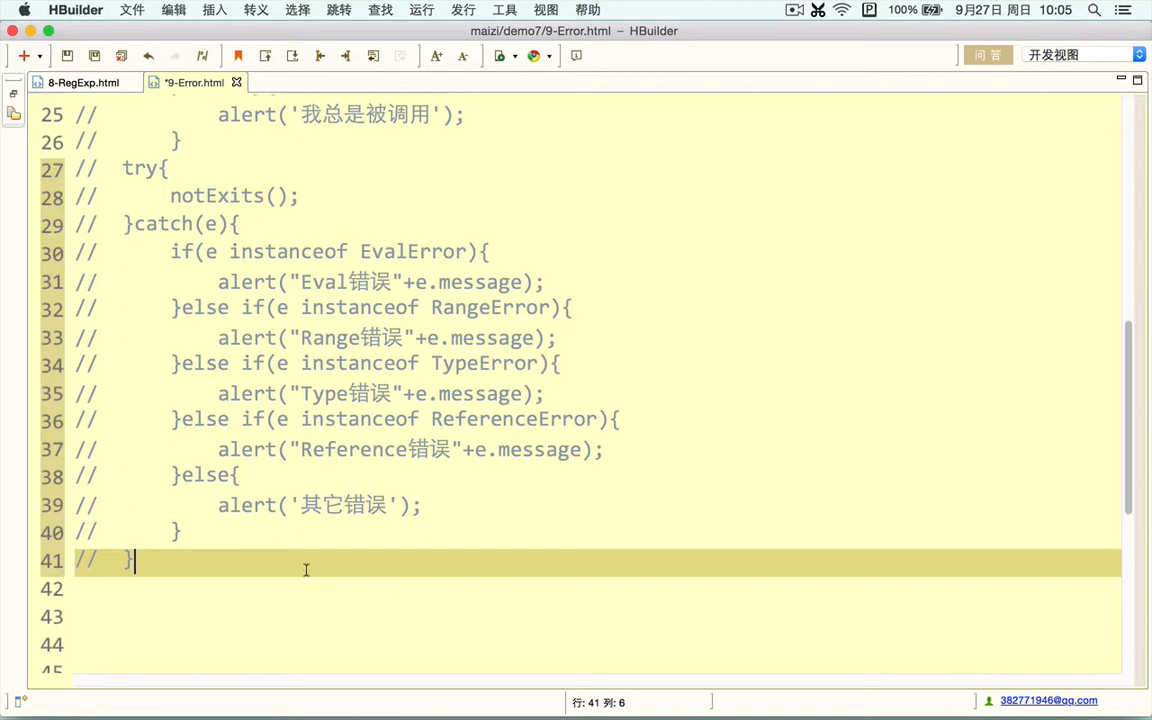 HBuilder 文件 编辑 插入 转义 选择 跳转 查找 运行 发行 工具 视图 帮助 100% 9月27日 周日 10:05
maizi/demo7/9-Error.html – HBuilder
问 答 开发视图
8-RegExp.html *9-Error.html
25 // alert('我总是被调用');
26 // }
27 // try{
28 // notExits();
29 // }catch(e){
30 // if(e instanceof EvalError){
31 // alert("Eval错误"+e.message);
32 // }else if(e instanceof RangeError){
33 // alert("Range错误"+e.message);
34 // }else if(e instanceof TypeError){
35 // alert("Type错误"+e.message);
36 // }else if(e instanceof ReferenceError){
37 // alert("Reference错误"+e.message);
38 // }else{
39 // alert('其它错误');
40 // }
41 // }
42
43
44
45
行: 41 列: 6 382771946@qq.com